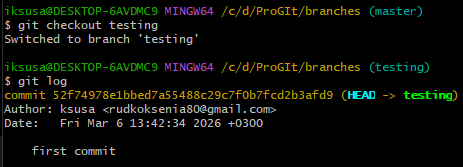 iksusa@DESKTOP-6AVDMC9 MINGW64 /c/d/ProGIt/branches (master)
$ git checkout testing
Switched to branch 'testing'
iksusa@DESKTOP-6AVDMC9 MINGW64 /c/d/ProGIt/branches (testing)
$ git log
commit 52f74978e1bbed7a55488c29c7f0b7fcd2b3afd9 (HEAD -> testing)
Author: ksusa <rudkoksenia80@gmail.com>
Date:   Fri Mar 6 13:42:34 2026 +0300
    first commit